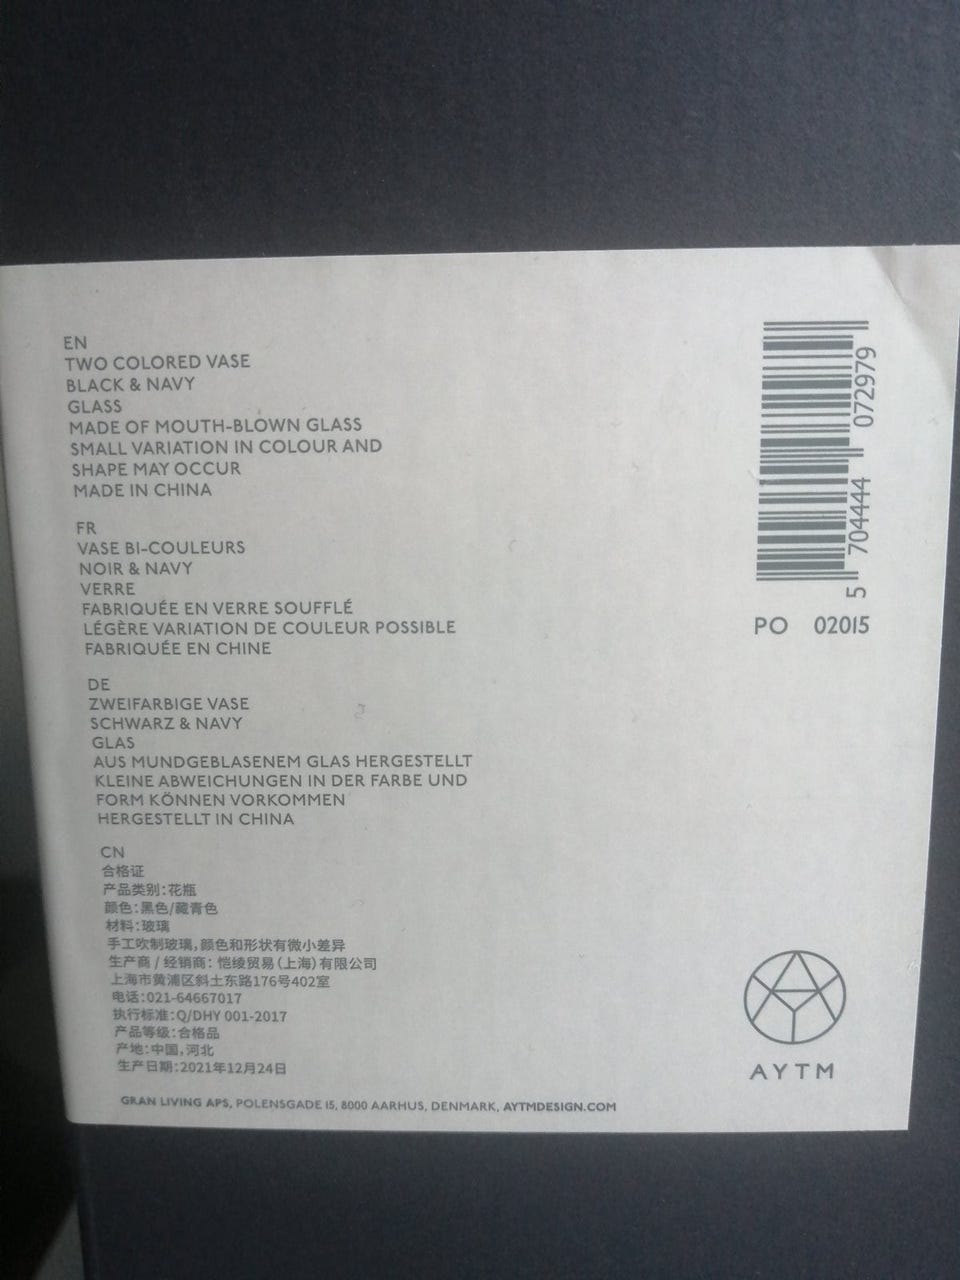 EN
TWO COLORED VASE
BLACK & NAVY
GLASS
MADE OF MOUTH-BLOWN GLASS
SMALL VARIATION IN COLOUR AND
SHAPE MAY OCCUR
MADE IN CHINA
FR
VASE BI-COULEURS
NOIR & NAVY
VERRE
FABRIQUÉE EN VERRE SOUFFLÉ
LÉGÈRE VARIATION DE COULEUR POSSIBLE
FABRIQUÉE EN CHINE
DE
ZWEIFARBIGE VASE
SCHWARZ & NAVY
GLAS
AUS MUNDGEBLASENEM GLAS HERGESTELLT
KLEINE ABWEICHUNGEN IN DER FARBE UND
FORM KÖNNEN VORKOMMEN
HERGESTELLT IN CHINA
CN
合格证
产品类别：花瓶
颜色：黑色/藏青色
材料：玻璃
手工吹制玻璃，颜色和形状有微小差异
生产商 / 经销商：恺绫贸易（上海）有限公司
上海市黄浦区斜土东路176号402室
电话：021-64667017
执行标准：Q/DHY 001-2017
产品等级：合格品
产地：中国，河北
生产日期：2021年12月24日
GRAN LIVING APS, POLENSGADE 15, 8000 AARHUS, DENMARK, AYTMDESIGN.COM
5 704444 072979
PO 02015
AYTM